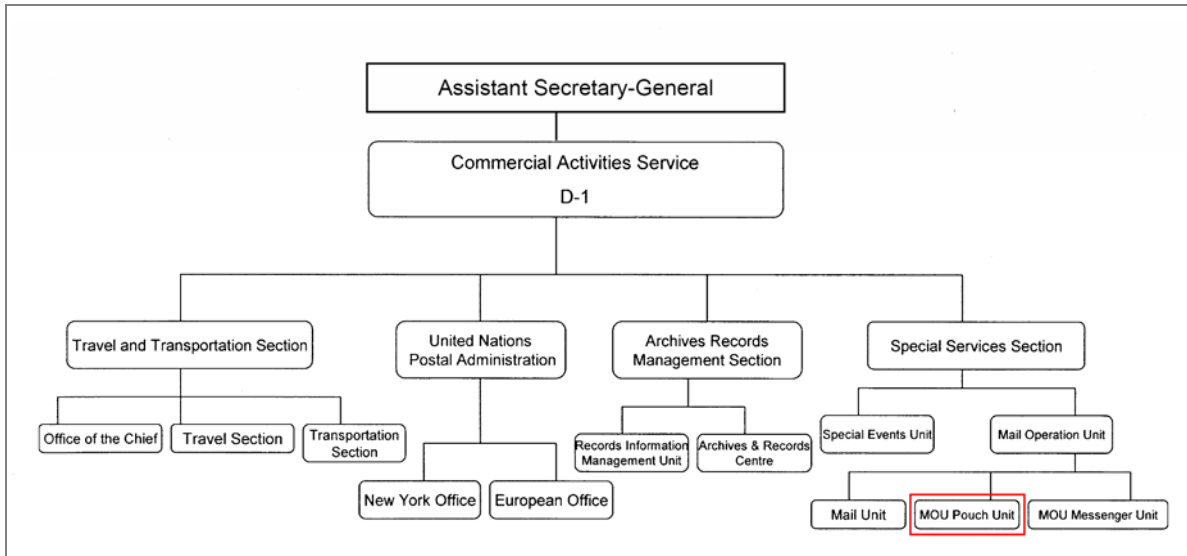 Assistant Secretary-General
Commercial Activities Service
D-1
Travel and Transportation Section
United Nations
Postal Administration
Archives Records
Management Section
Special Services Section
Office of the Chief
Travel Section
Transportation
Section
New York Office
European Office
Records Information
Management Unit
Archives & Records
Centre
Special Events Unit
Mail Operation Unit
Mail Unit
MOU Pouch Unit
MOU Messenger Unit